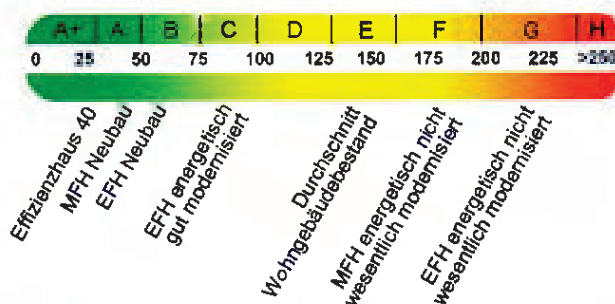 A+ A B C D E F G H
0 25 50 75 100 125 150 175 200 225 >250
Effizienzhaus 40
MFH Neubau
EFH Neubau
EFH energetisch
gut modernisiert
Durchschnitt
Wohngebäudebestand
MFH energetisch nicht
wesentlich modernisiert
EFH energetisch nicht
wesentlich modernisiert